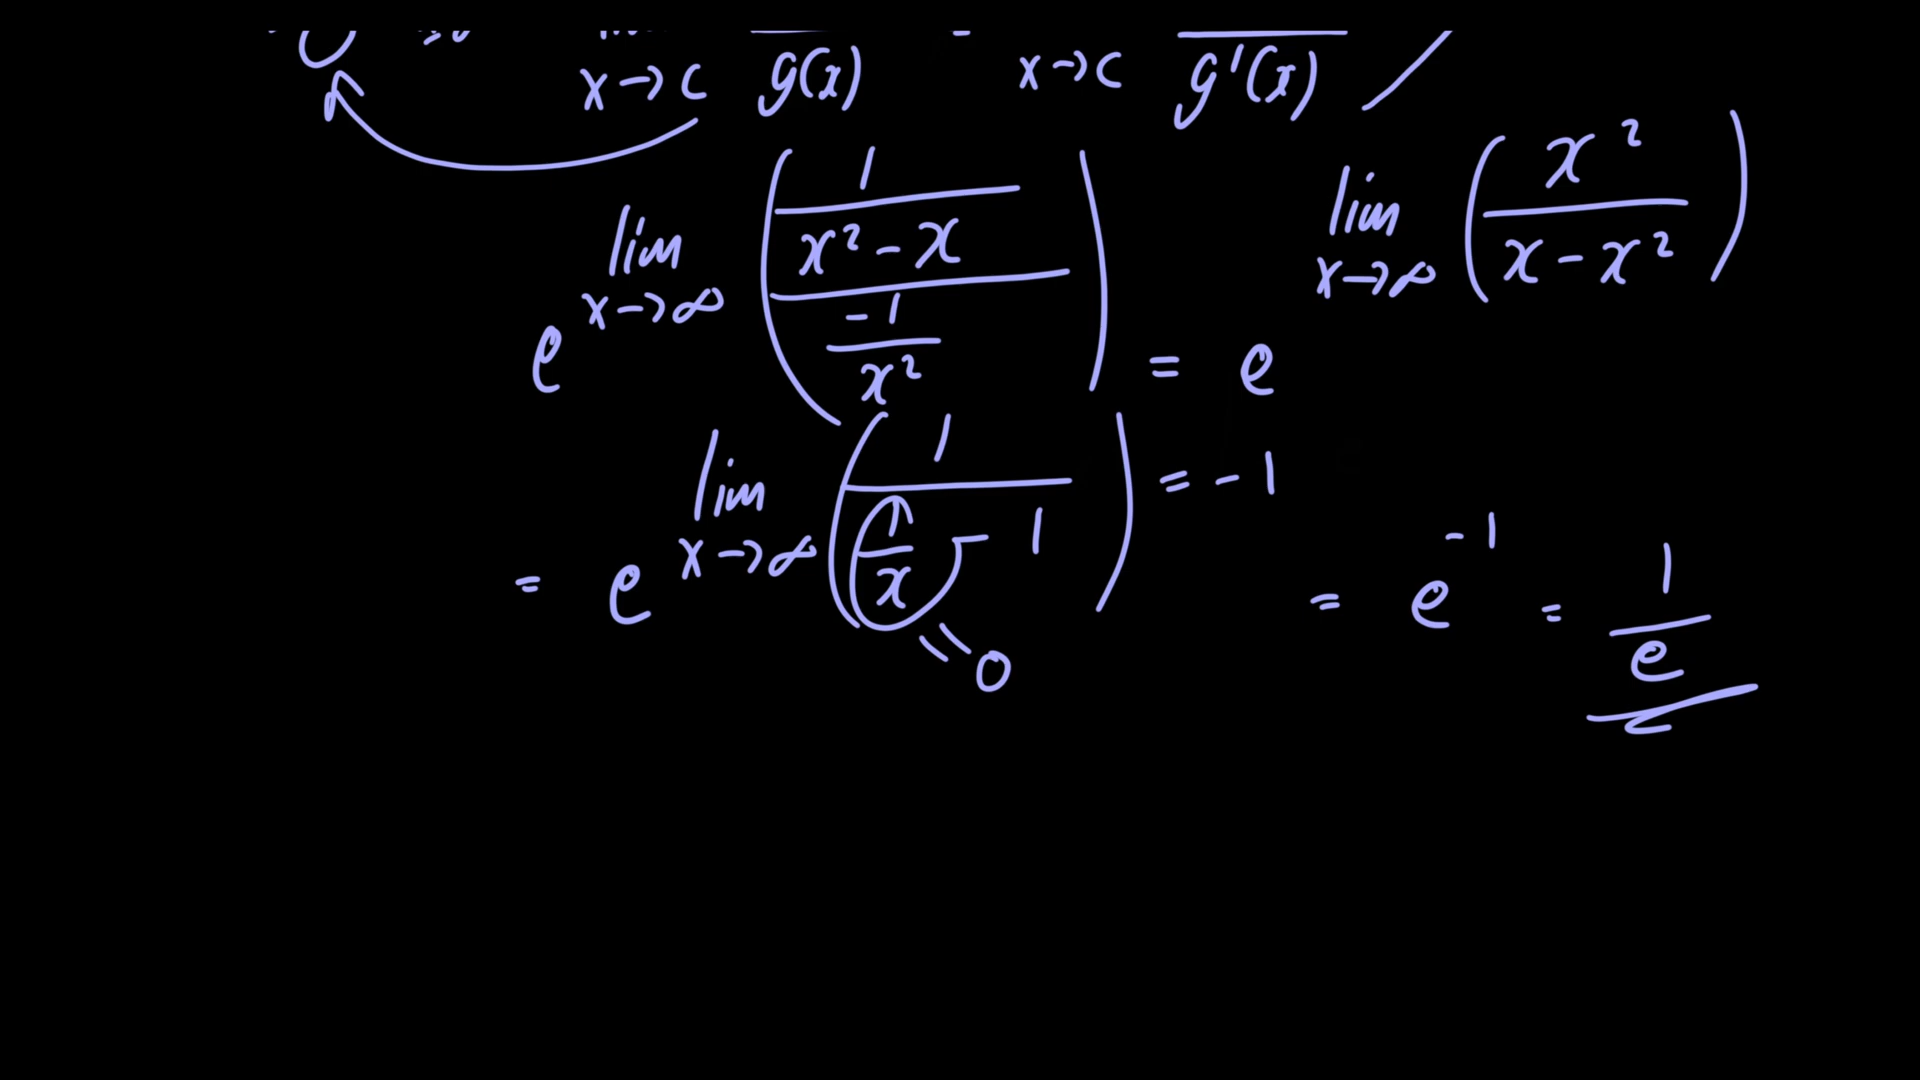 x→c g(x) x→c g'(x)
e^{lim x→∞ ((1/(x²-x))/(-1/x²))} = e^{lim x→∞ (x²/(x-x²))}
= e^{lim x→∞ (1/(1/x - 1)) = -1} = e^{-1} = 1/e
=0